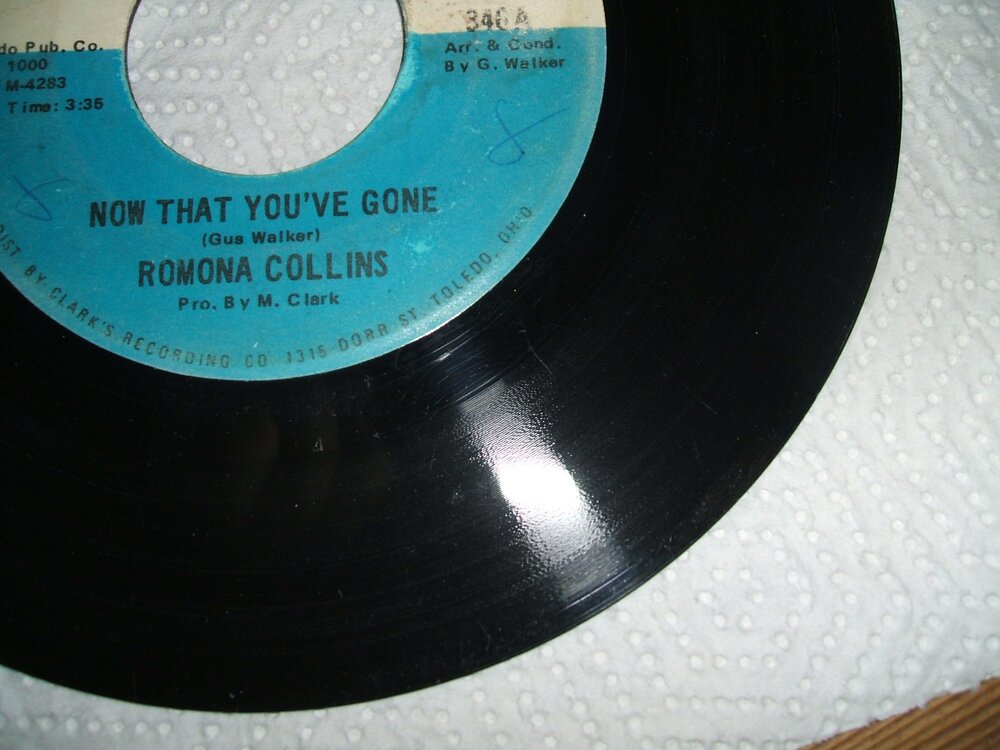 do Pub. Co.
1000
M-4283
Time: 3:35
346 A
Arr. & Cond.
By G. Walker
NOW THAT YOU'VE GONE
(Gus Walker)
ROMONA COLLINS
Pro. By M. Clark
DIST. BY CLARK'S RECORDING CO. 1315 DORR ST. TOLEDO, OHIO